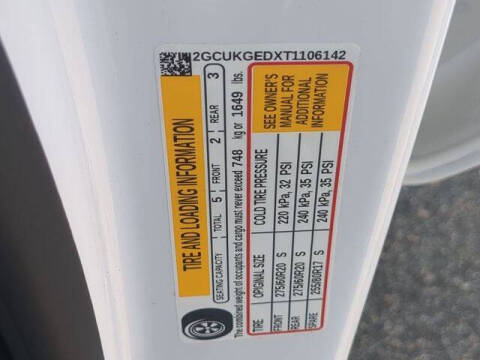 2GCUKGEDXT1106142
TIRE AND LOADING INFORMATION
SEATING CAPACITY | TOTAL 5 | FRONT 2 | REAR 3
The combined weight of occupants and cargo must never exceed 748 kg or 1649 lbs.
TIRE ORIGINAL SIZE COLD TIRE PRESSURE
FRONT 275/60R20 S 220 kPa, 32 PSI
REAR 275/60R20 S 240 kPa, 35 PSI
SPARE 255/80R17 S 240 kPa, 35 PSI
SEE OWNER'S
MANUAL FOR
ADDITIONAL
INFORMATION